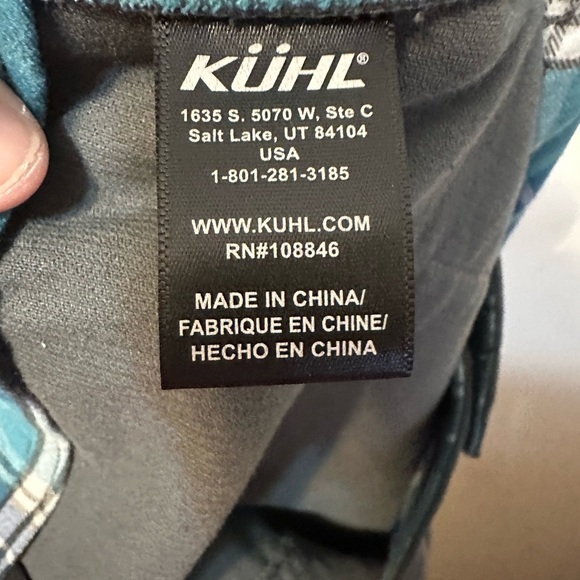 KÜHL®
1635 S. 5070 W, Ste C
Salt Lake, UT 84104
USA
1-801-281-3185
WWW.KUHL.COM
RN#108846
MADE IN CHINA/
FABRIQUE EN CHINE/
HECHO EN CHINA